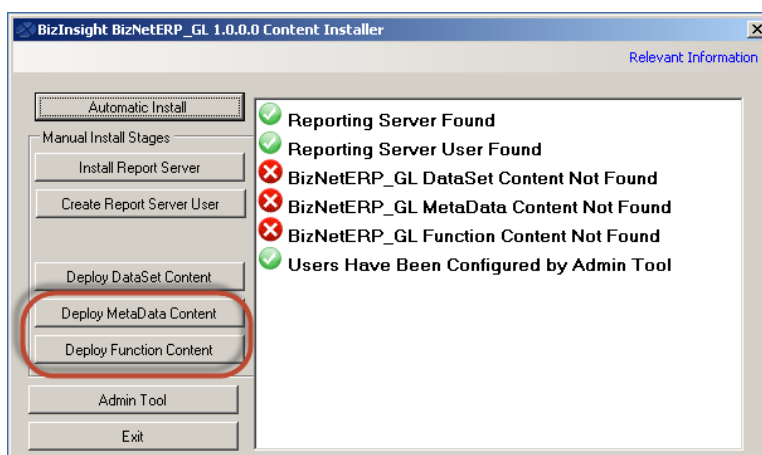 BizInsight BizNetERP_GL 1.0.0.0 Content Installer
Relevant Information
Automatic Install
Manual Install Stages
Install Report Server
Create Report Server User
Deploy DataSet Content
Deploy MetaData Content
Deploy Function Content
Admin Tool
Exit
Reporting Server Found
Reporting Server User Found
BizNetERP_GL DataSet Content Not Found
BizNetERP_GL MetaData Content Not Found
BizNetERP_GL Function Content Not Found
Users Have Been Configured by Admin Tool